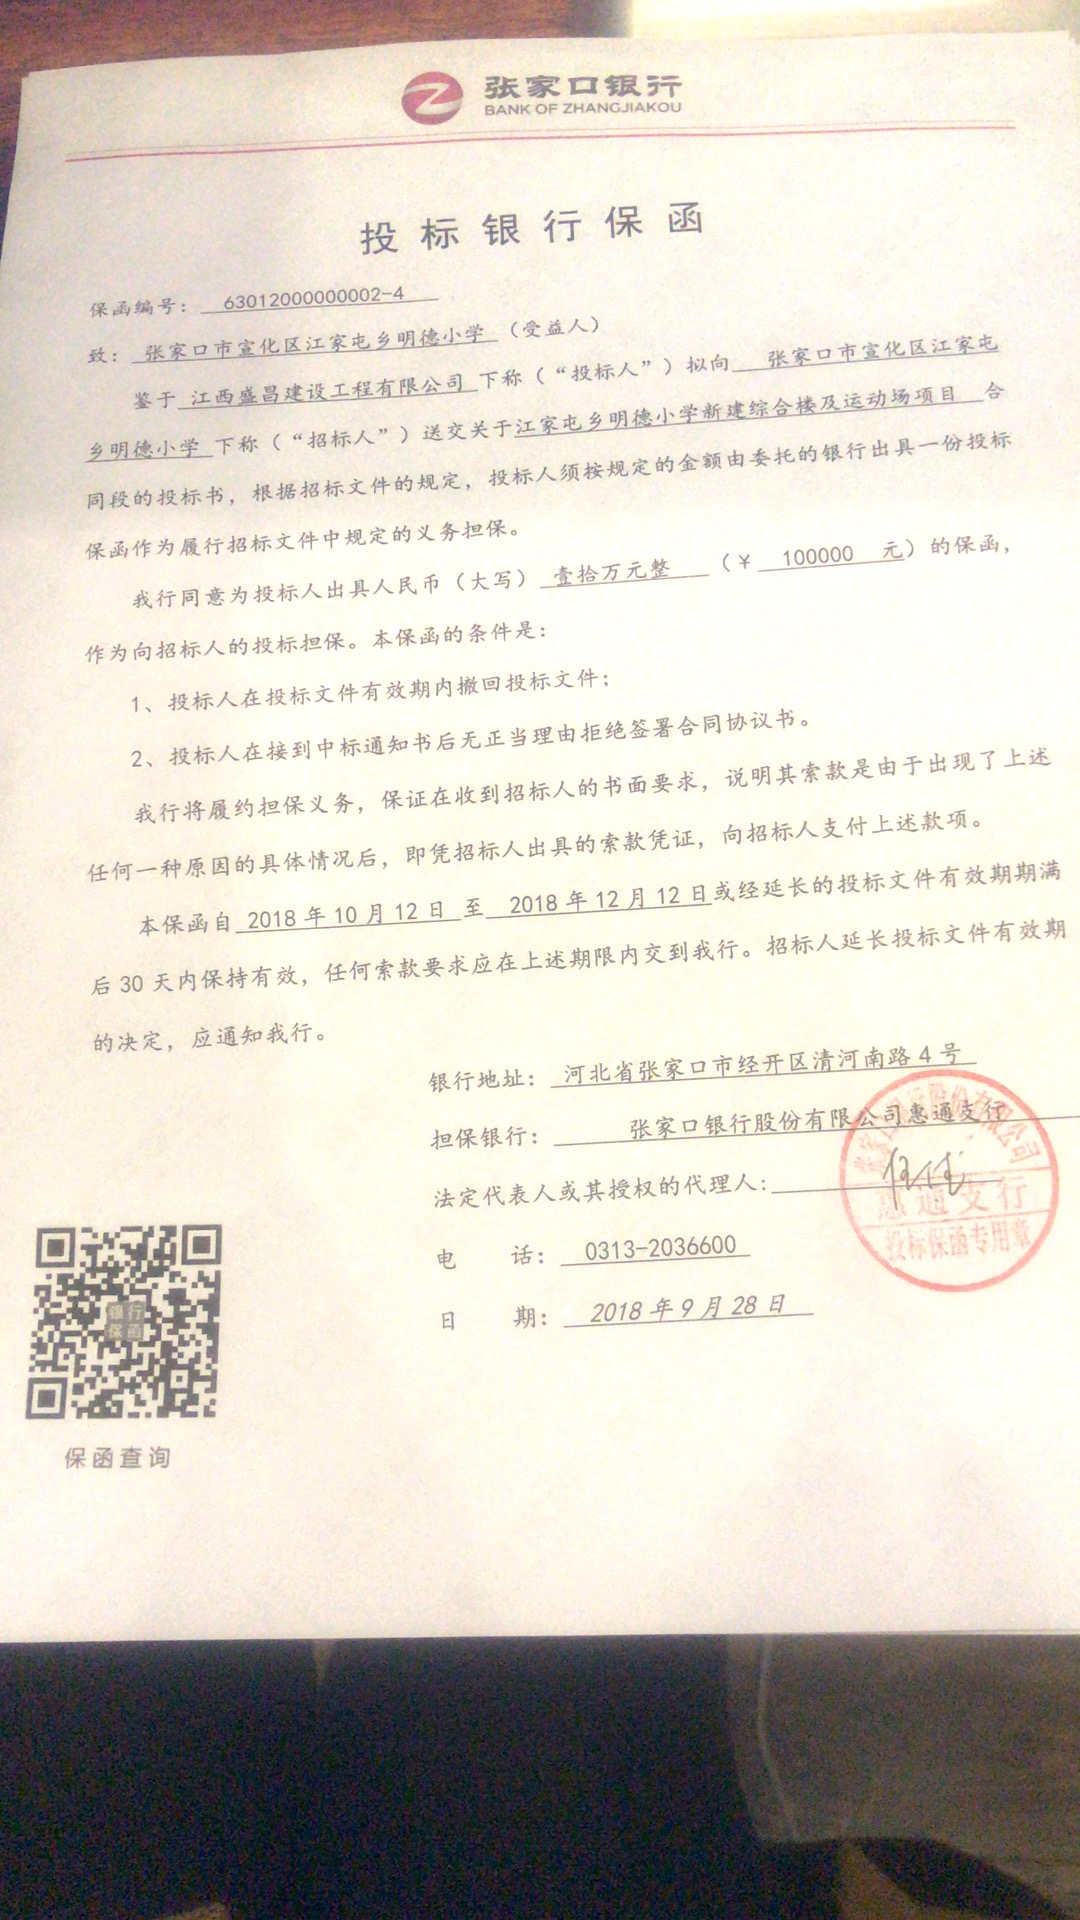 张家口银行
BANK OF ZHANGJIAKOU
投标银行保函
保函编号：63012000000002-4
致：张家口市宣化区江家屯乡明德小学（受益人）
鉴于 江西盛昌建设工程有限公司 下称（“投标人”）拟向 张家口市宣化区江家屯
乡明德小学 下称（“招标人”）送交关于江家屯乡明德小学新建综合楼及运动场项目 合
同段的投标书，根据招标文件的规定，投标人须按规定的金额由委托的银行出具一份投标
保函作为履行招标文件中规定的义务担保。
我行同意为投标人出具人民币（大写） 壹拾万元整 （￥ 100000 元）的保函，
作为向招标人的投标担保。本保函的条件是：
1、投标人在投标文件有效期内撤回投标文件；
2、投标人在接到中标通知书后无正当理由拒绝签署合同协议书。
我行将履约担保义务，保证在收到招标人的书面要求，说明其索款是由于出现了上述
任何一种原因的具体情况后，即凭招标人出具的索款凭证，向招标人支付上述款项。
本保函自 2018年10月12日 至 2018年12月12日或经延长的投标文件有效期期满
后30天内保持有效，任何索款要求应在上述期限内交到我行。招标人延长投标文件有效期
的决定，应通知我行。
银行地址：河北省张家口市经开区清河南路4号
担保银行：张家口银行股份有限公司惠通支行
法定代表人或其授权的代理人：
惠通支行
投标保函专用章
电 话：0313-2036600
日 期：2018年9月28日
银行
保函
保函查询